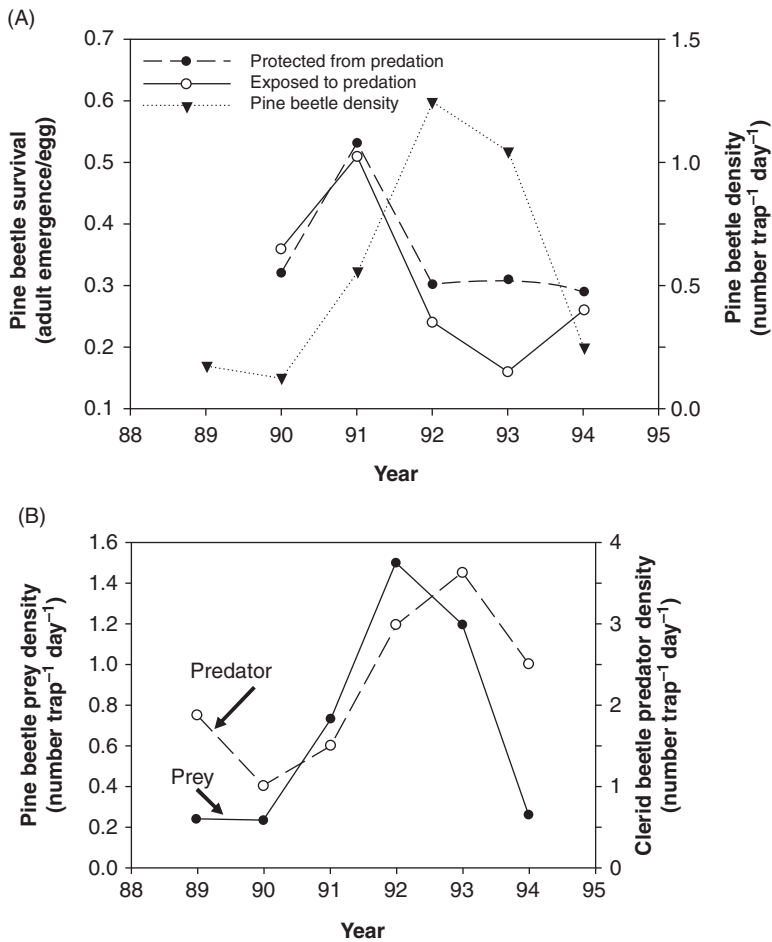 (A)
0.7
0.6
0.5
0.4
0.3
0.2
0.1
Pine beetle survival
(adult emergence/egg)
Protected from predation
Exposed to predation
Pine beetle density
1.5
1.0
0.5
0.0
Pine beetle density
(number trap⁻¹ day⁻¹)
88 89 90 91 92 93 94 95
Year
(B)
1.6
1.4
1.2
1.0
0.8
0.6
0.4
0.2
0.0
Pine beetle prey density
(number trap⁻¹ day⁻¹)
Predator
Prey
4
3
2
1
0
Clerid beetle predator density
(number trap⁻¹ day⁻¹)
88 89 90 91 92 93 94 95
Year